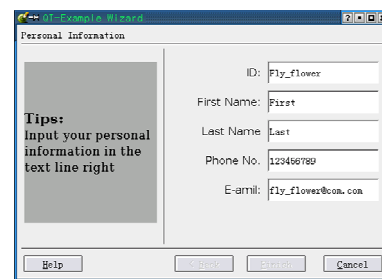 QT-Example Wizard
Personal Information
Tips:
Input your personal
information in the
text line right
ID: Fly_flower
First Name: First
Last Name Last
Phone No. 123456789
E-amil: fly_flower@com.com
Help
Cancel